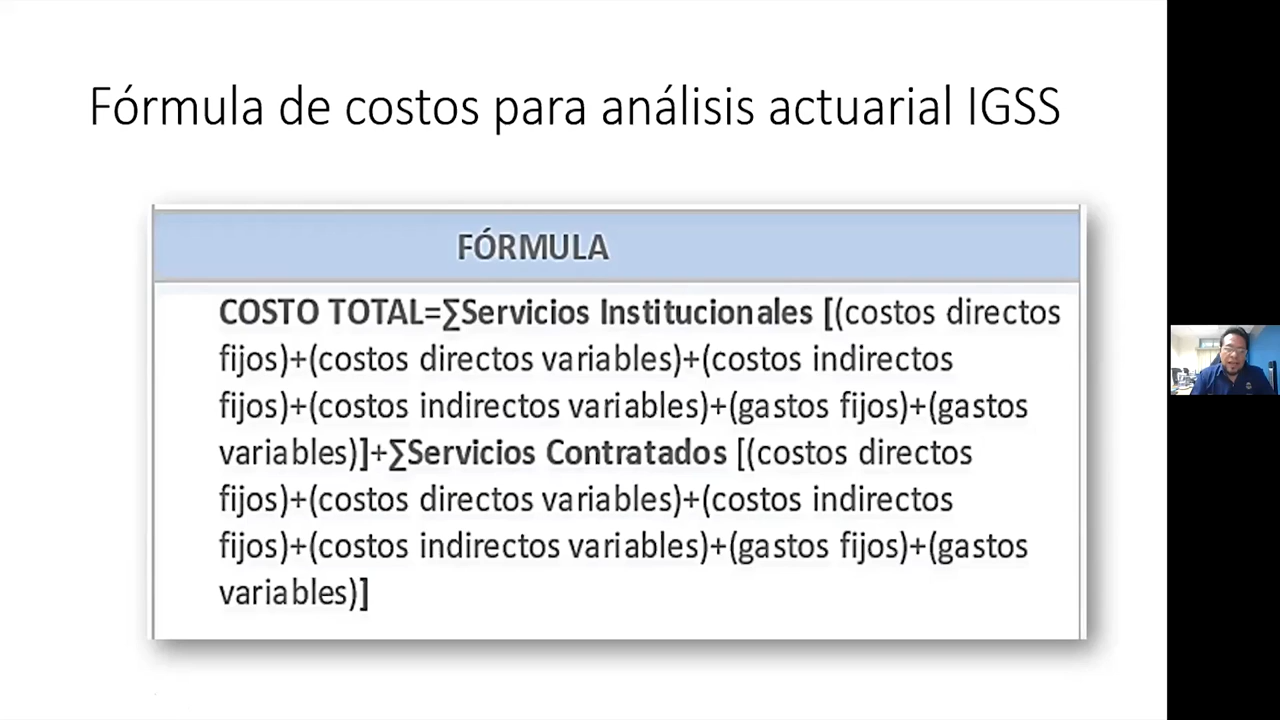 Fórmula de costos para análisis actuarial IGSS
FÓRMULA
COSTO TOTAL=∑Servicios Institucionales [(costos directos
fijos)+(costos directos variables)+(costos indirectos
fijos)+(costos indirectos variables)+(gastos fijos)+(gastos
variables)]+∑Servicios Contratados [(costos directos
fijos)+(costos directos variables)+(costos indirectos
fijos)+(costos indirectos variables)+(gastos fijos)+(gastos
variables)]